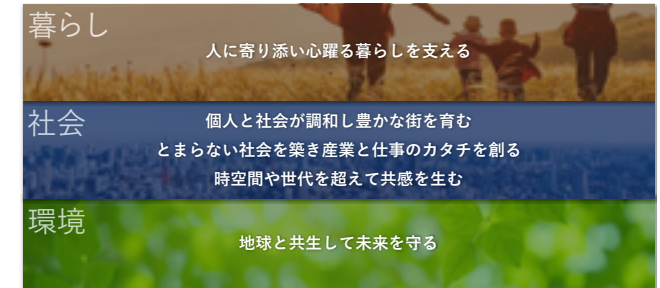 暮らし
人に寄り添い心躍る暮らしを支える
社会
個人と社会が調和し豊かな街を育む
とまらない社会を築き産業と仕事のカタチを創る
時空間や世代を超えて共感を生む
環境
地球と共生して未来を守る